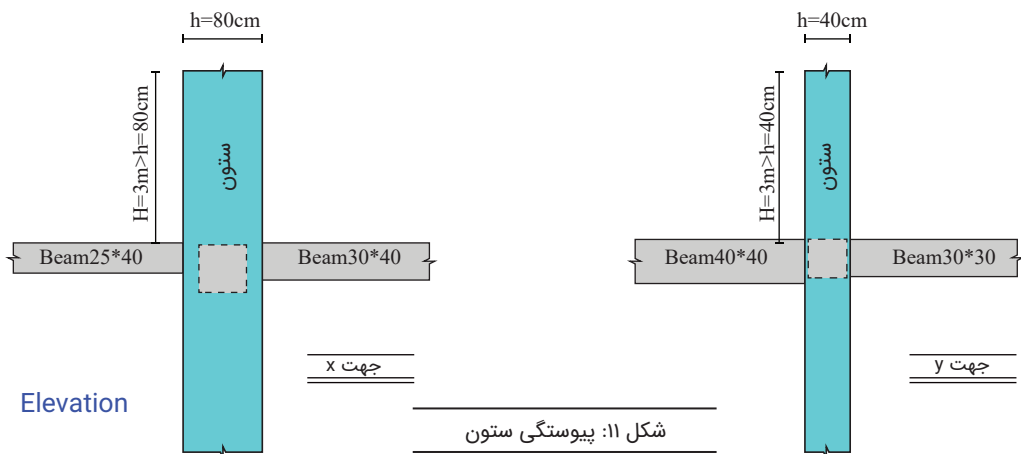 h=80cm
H=3m>h=80cm
ستون
Beam25*40
Beam30*40
جهت x
h=40cm
H=3m>h=40cm
ستون
Beam40*40
Beam30*30
جهت y
Elevation
شکل ۱۱: پیوستگی ستون